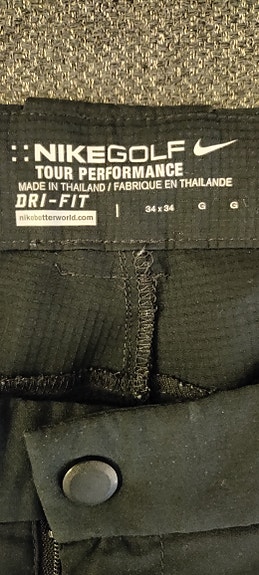 NIKEGOLF
TOUR PERFORMANCE
MADE IN THAILAND / FABRIQUE EN THAILANDE
DRI-FIT
nikebetterworld.com
34 x 34 G G